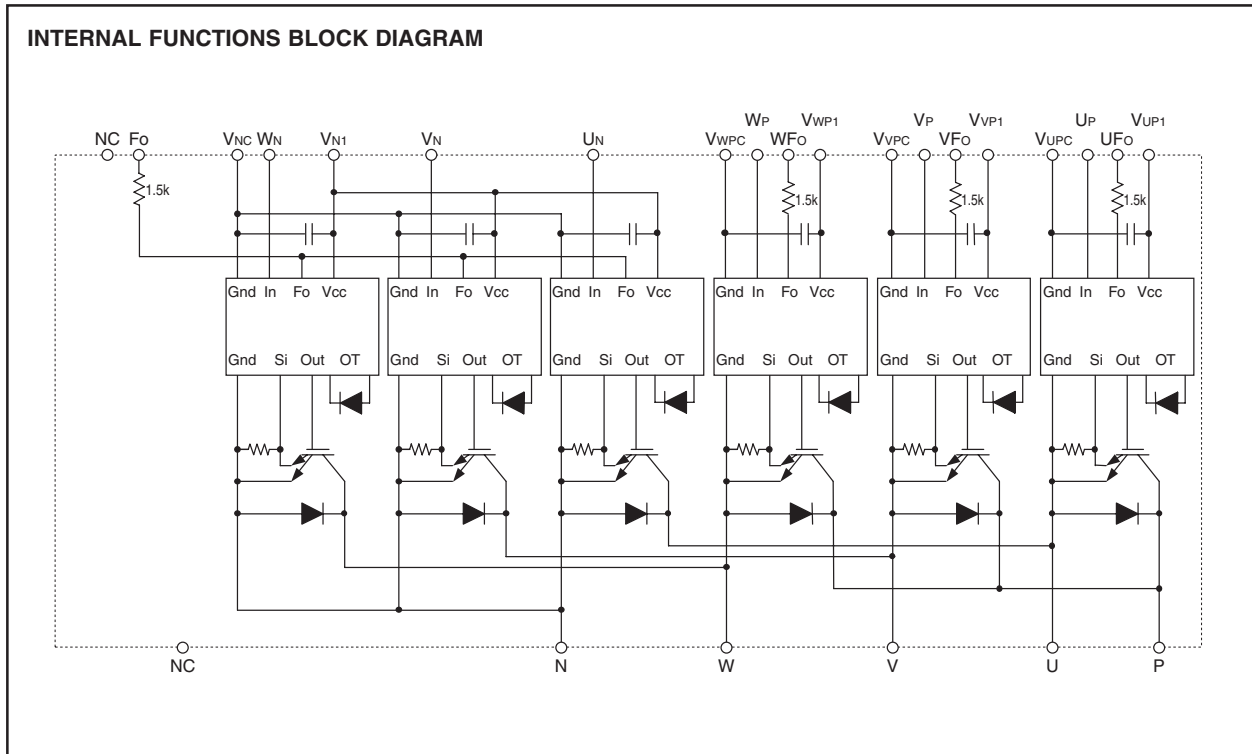 INTERNAL FUNCTIONS BLOCK DIAGRAM
WP VWP1 VP VVP1 UP VUP1
NC FO VNC WN VN1 VN UN VWPC WFO VVPC VFO VUPC UFO
1.5k 1.5k 1.5k 1.5k
Gnd In Fo Vcc Gnd In Fo Vcc Gnd In Fo Vcc Gnd In Fo Vcc Gnd In Fo Vcc Gnd In Fo Vcc
Gnd Si Out OT Gnd Si Out OT Gnd Si Out OT Gnd Si Out OT Gnd Si Out OT Gnd Si Out OT
NC N W V U P